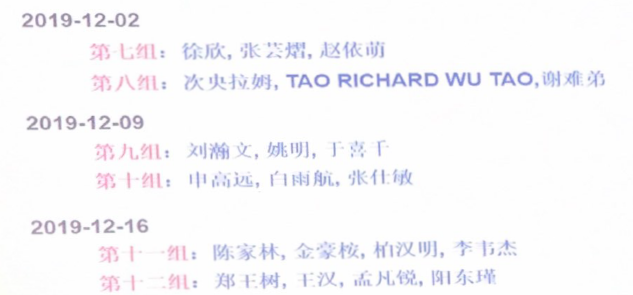 2019-12-02
第七组：徐欣, 张芸熠, 赵依萌
第八组：次央拉姆, TAO RICHARD WU TAO,谢难弟
2019-12-09
第九组：刘瀚文, 姚明, 于喜千
第十组：申高远, 白雨航, 张仕敏
2019-12-16
第十一组：陈家林, 金豪桉, 柏汉明, 李韦杰
第十二组：郑王树, 王汉, 孟凡锐, 阳东瑾